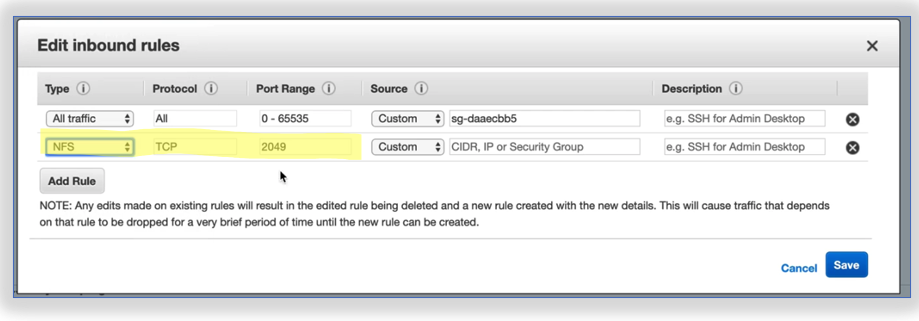 Edit inbound rules
Type Protocol Port Range Source Description
All traffic All 0 - 65535 Custom sg-daaecbb5 e.g. SSH for Admin Desktop
NFS TCP 2049 Custom CIDR, IP or Security Group e.g. SSH for Admin Desktop
Add Rule
NOTE: Any edits made on existing rules will result in the edited rule being deleted and a new rule created with the new details. This will cause traffic that depends
on that rule to be dropped for a very brief period of time until the new rule can be created.
Cancel Save